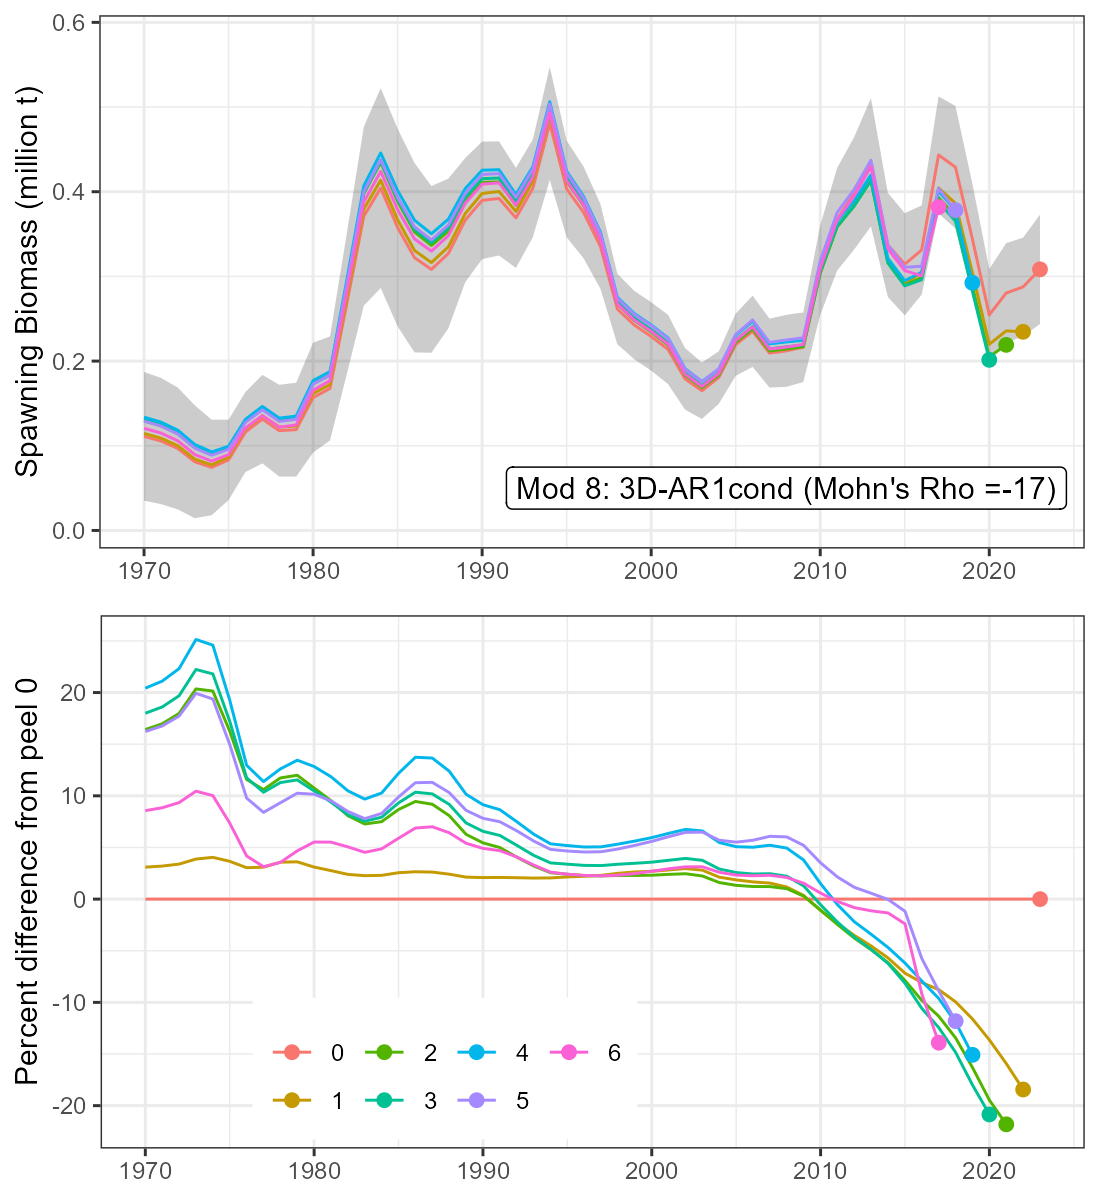 Spawning Biomass (million t)
0.6
0.4
0.2
0.0
Mod 8: 3D-AR1cond (Mohn's Rho =-17)
1970 1980 1990 2000 2010 2020
Percent difference from peel 0
20
10
0
-10
-20
0 2 4 6
1 3 5
1970 1980 1990 2000 2010 2020